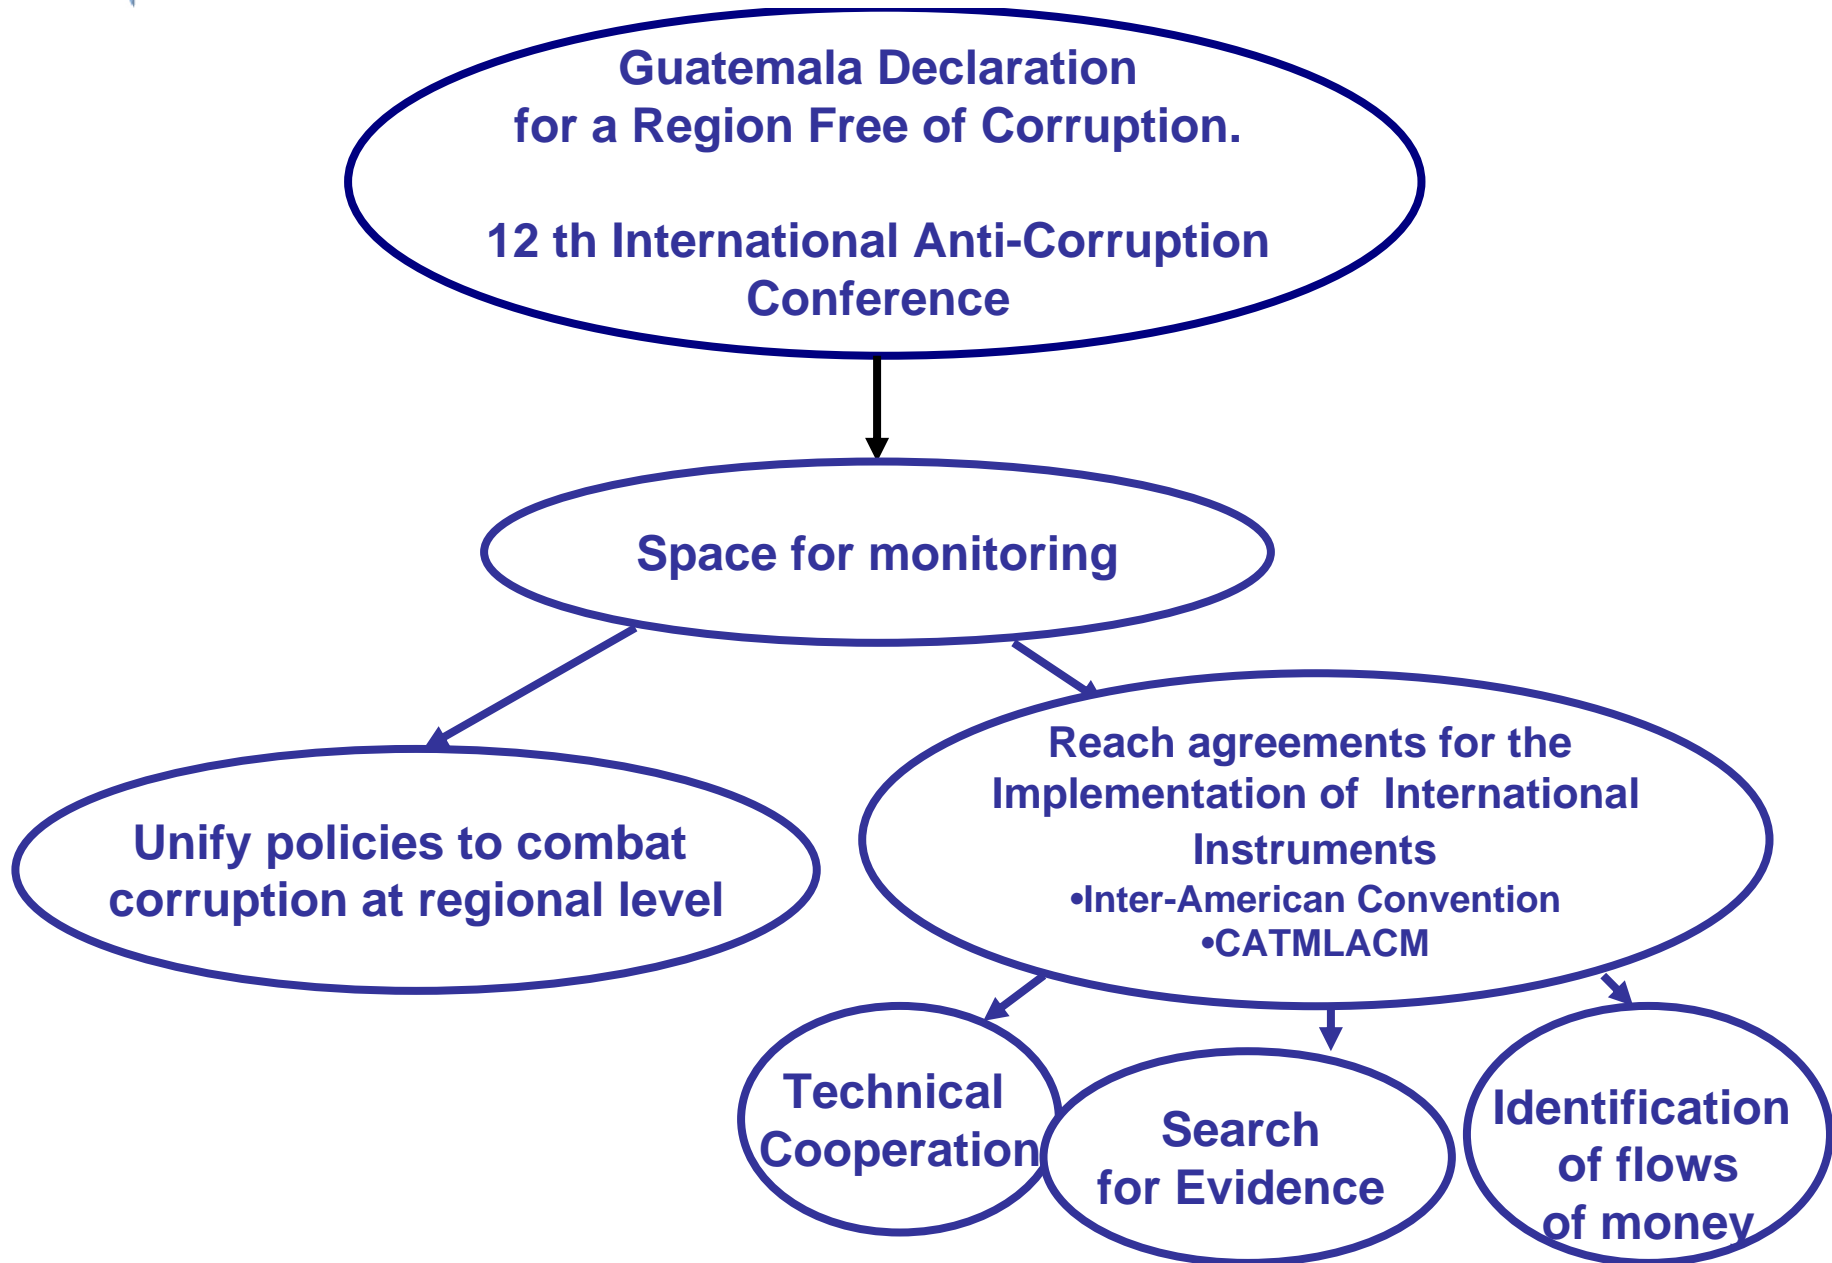 Guatemala Declaration
for a Region Free of Corruption.
12 th International Anti-Corruption
Conference
Space for monitoring
Unify policies to combat
corruption at regional level
Reach agreements for the
Implementation of International
Instruments
•Inter-American Convention
•CATMLACM
Technical
Cooperation
Search
for Evidence
Identification
of flows
of money